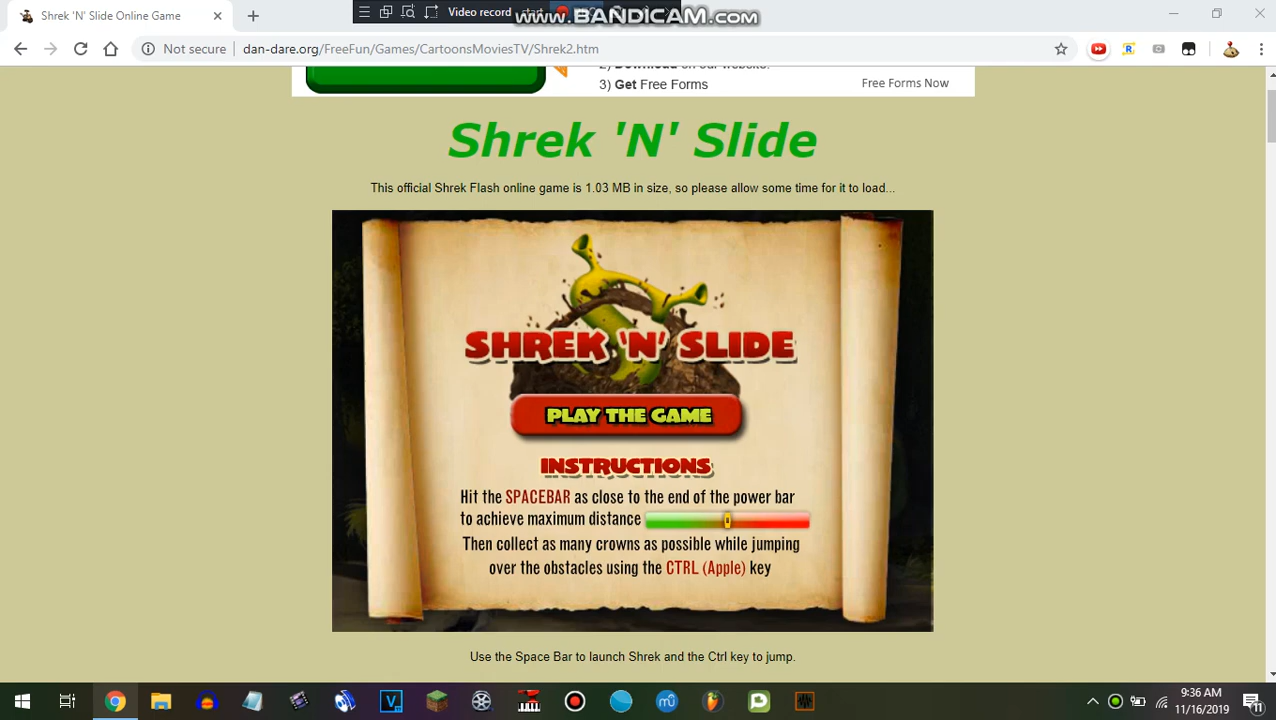 Shrek 'N' Slide Online Game
Video record
start
www.BANDICAM.com
Not secure
dan-dare.org/FreeFun/Games/CartoonsMoviesTV/Shrek2.htm
3) Get Free Forms
Free Forms Now
Shrek 'N' Slide
This official Shrek Flash online game is 1.03 MB in size, so please allow some time for it to load...
SHREK 'N' SLIDE
PLAY THE GAME
INSTRUCTIONS
Hit the SPACEBAR as close to the end of the power bar
to achieve maximum distance
Then collect as many crowns as possible while jumping
over the obstacles using the CTRL (Apple) key
Use the Space Bar to launch Shrek and the Ctrl key to jump.
9:36 AM
11/16/2019